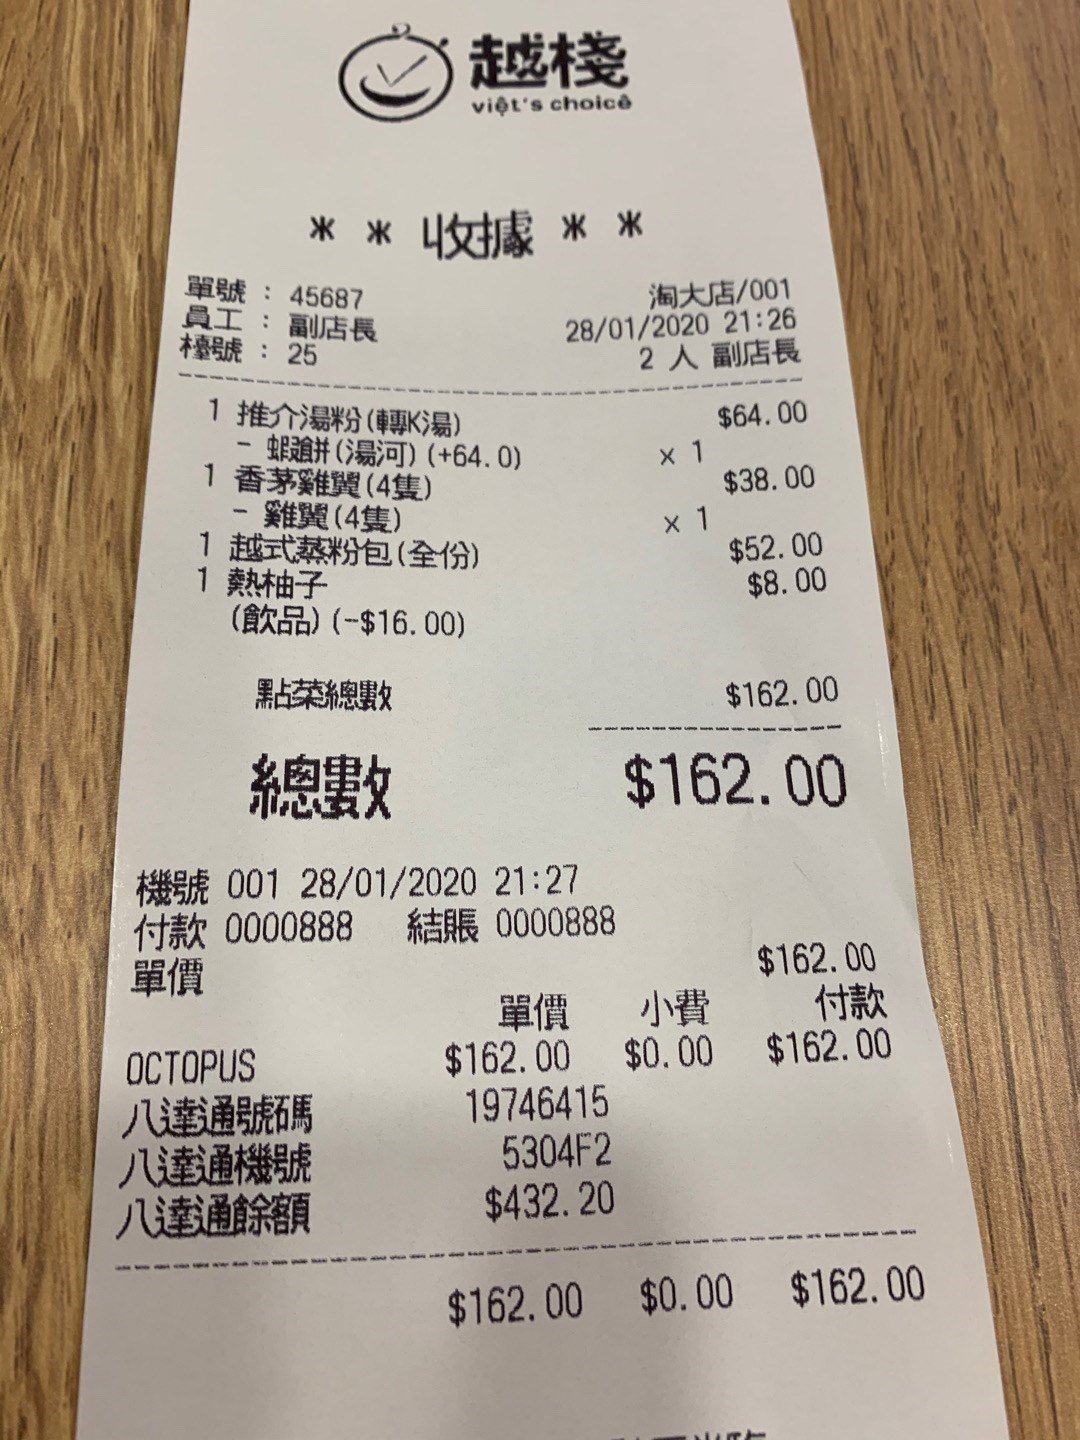 越棧
việt's choicê
** 收據 **
單號 : 45687 淘大店/001
員工 : 副店長 28/01/2020 21:26
檯號 : 25 2 人 副店長
1 推介湯粉(轉K湯) $64.00
- 蝦餅(湯河)(+64.0) x 1
1 香茅雞翼(4隻) $38.00
- 雞翼(4隻) x 1
1 越式蒸粉包(全份) $52.00
1 熱柚子 $8.00
(飲品)(-$16.00)
點菜總數 $162.00
總數 $162.00
機號 001 28/01/2020 21:27
付款 0000888 結賬 0000888
單價 $162.00
單價 小費 付款
OCTOPUS $162.00 $0.00 $162.00
八達通號碼 19746415
八達通機號 5304F2
八達通餘額 $432.20
$162.00 $0.00 $162.00